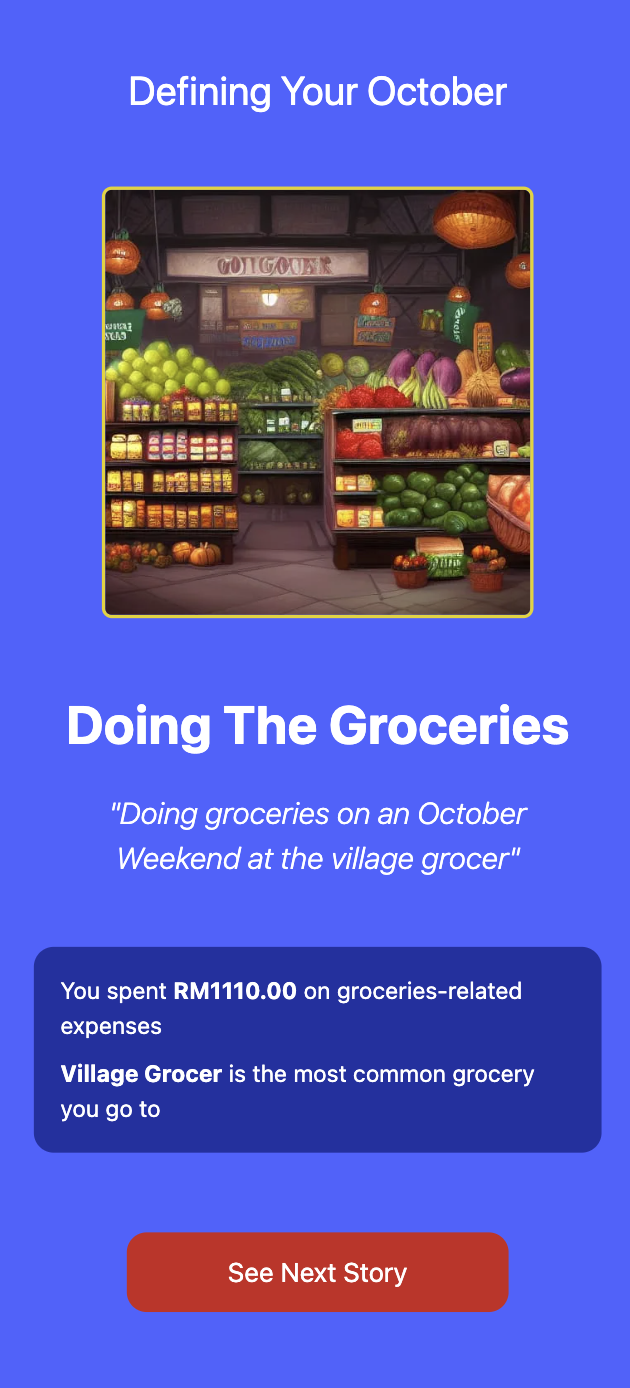 Defining Your October
Doing The Groceries
"Doing groceries on an October
Weekend at the village grocer"
You spent RM1110.00 on groceries-related
expenses
Village Grocer is the most common grocery
you go to
See Next Story